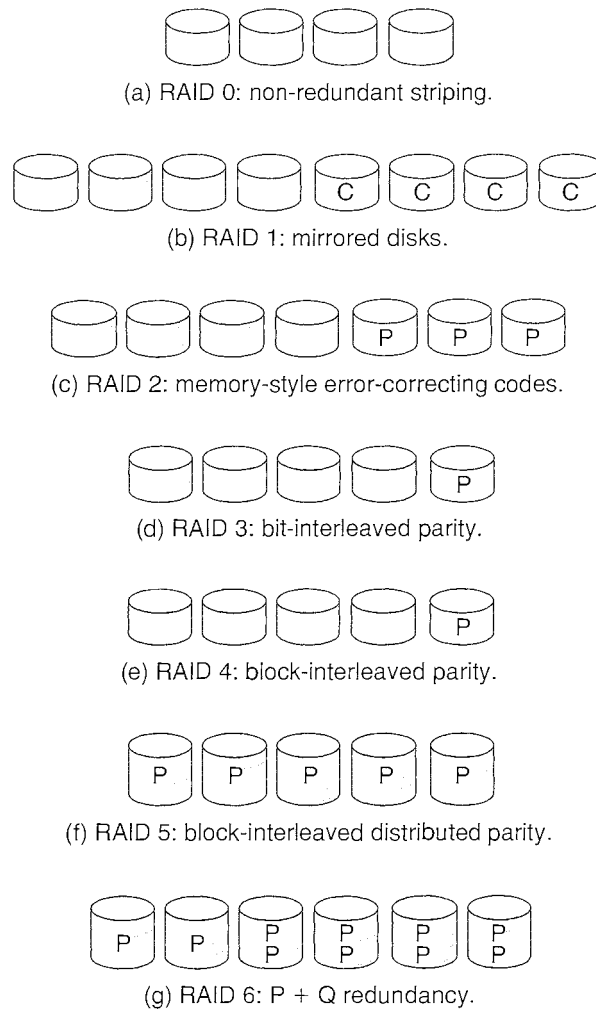 (a) RAID 0: non-redundant striping.
C C C C
(b) RAID 1: mirrored disks.
P P P
(c) RAID 2: memory-style error-correcting codes.
P
(d) RAID 3: bit-interleaved parity.
P
(e) RAID 4: block-interleaved parity.
P P P P P
(f) RAID 5: block-interleaved distributed parity.
P P P P P P
P P P P
(g) RAID 6: P + Q redundancy.